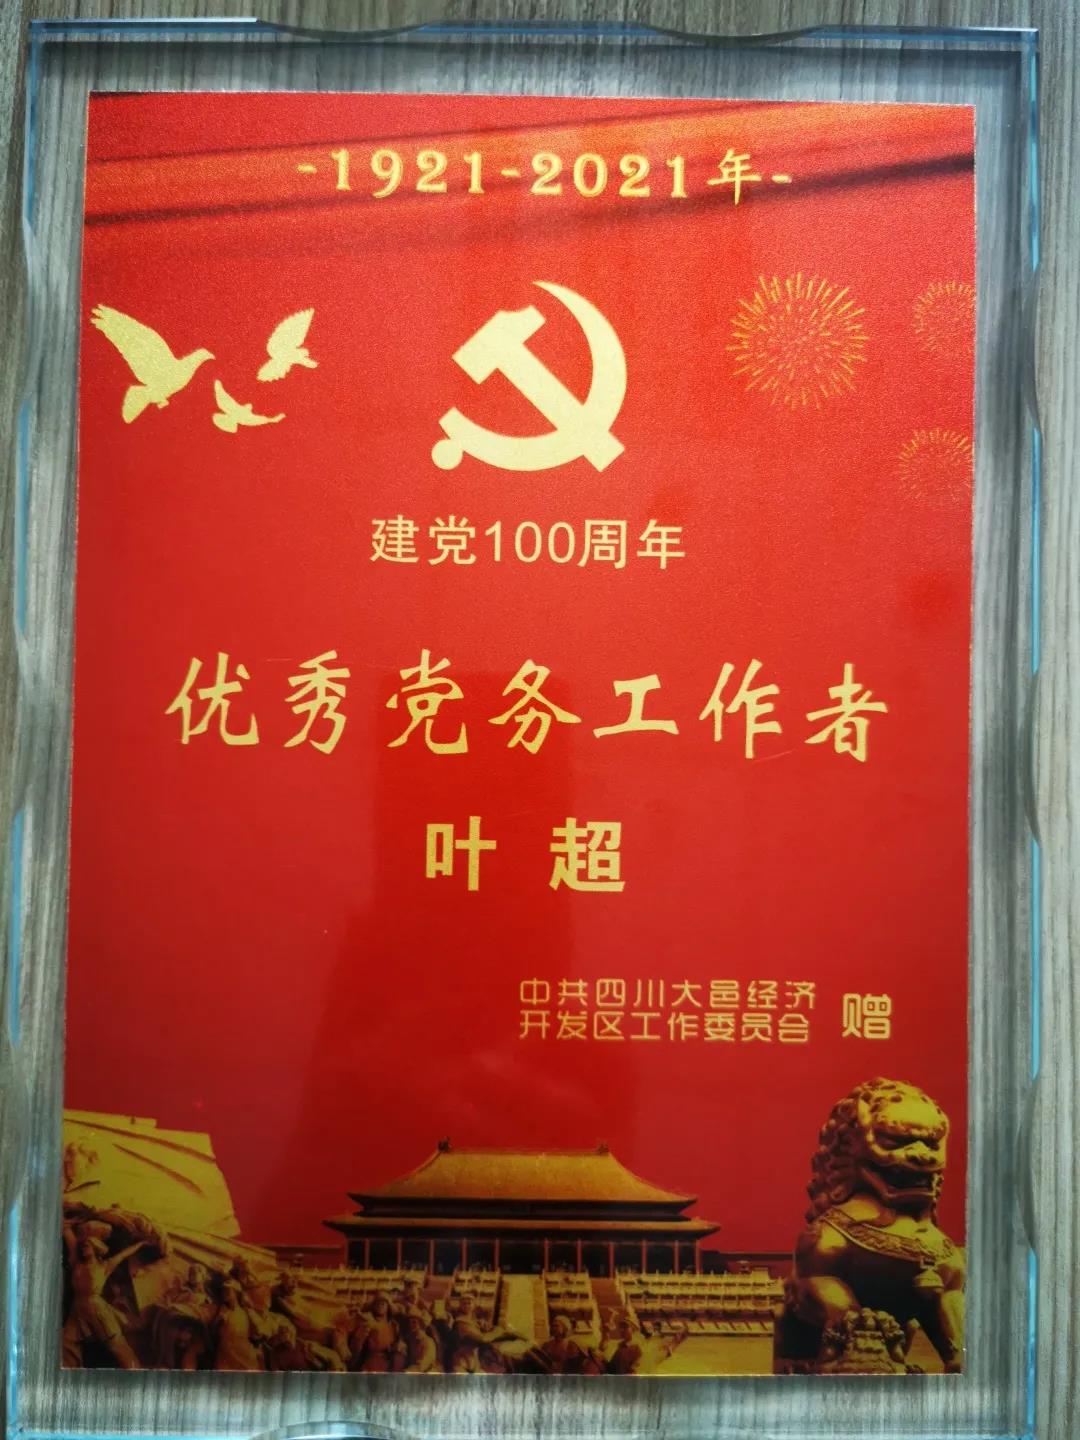 -1921-2021年-
建党100周年
优秀党务工作者
叶 超
中共四川大邑经济
开发区工作委员会 赠